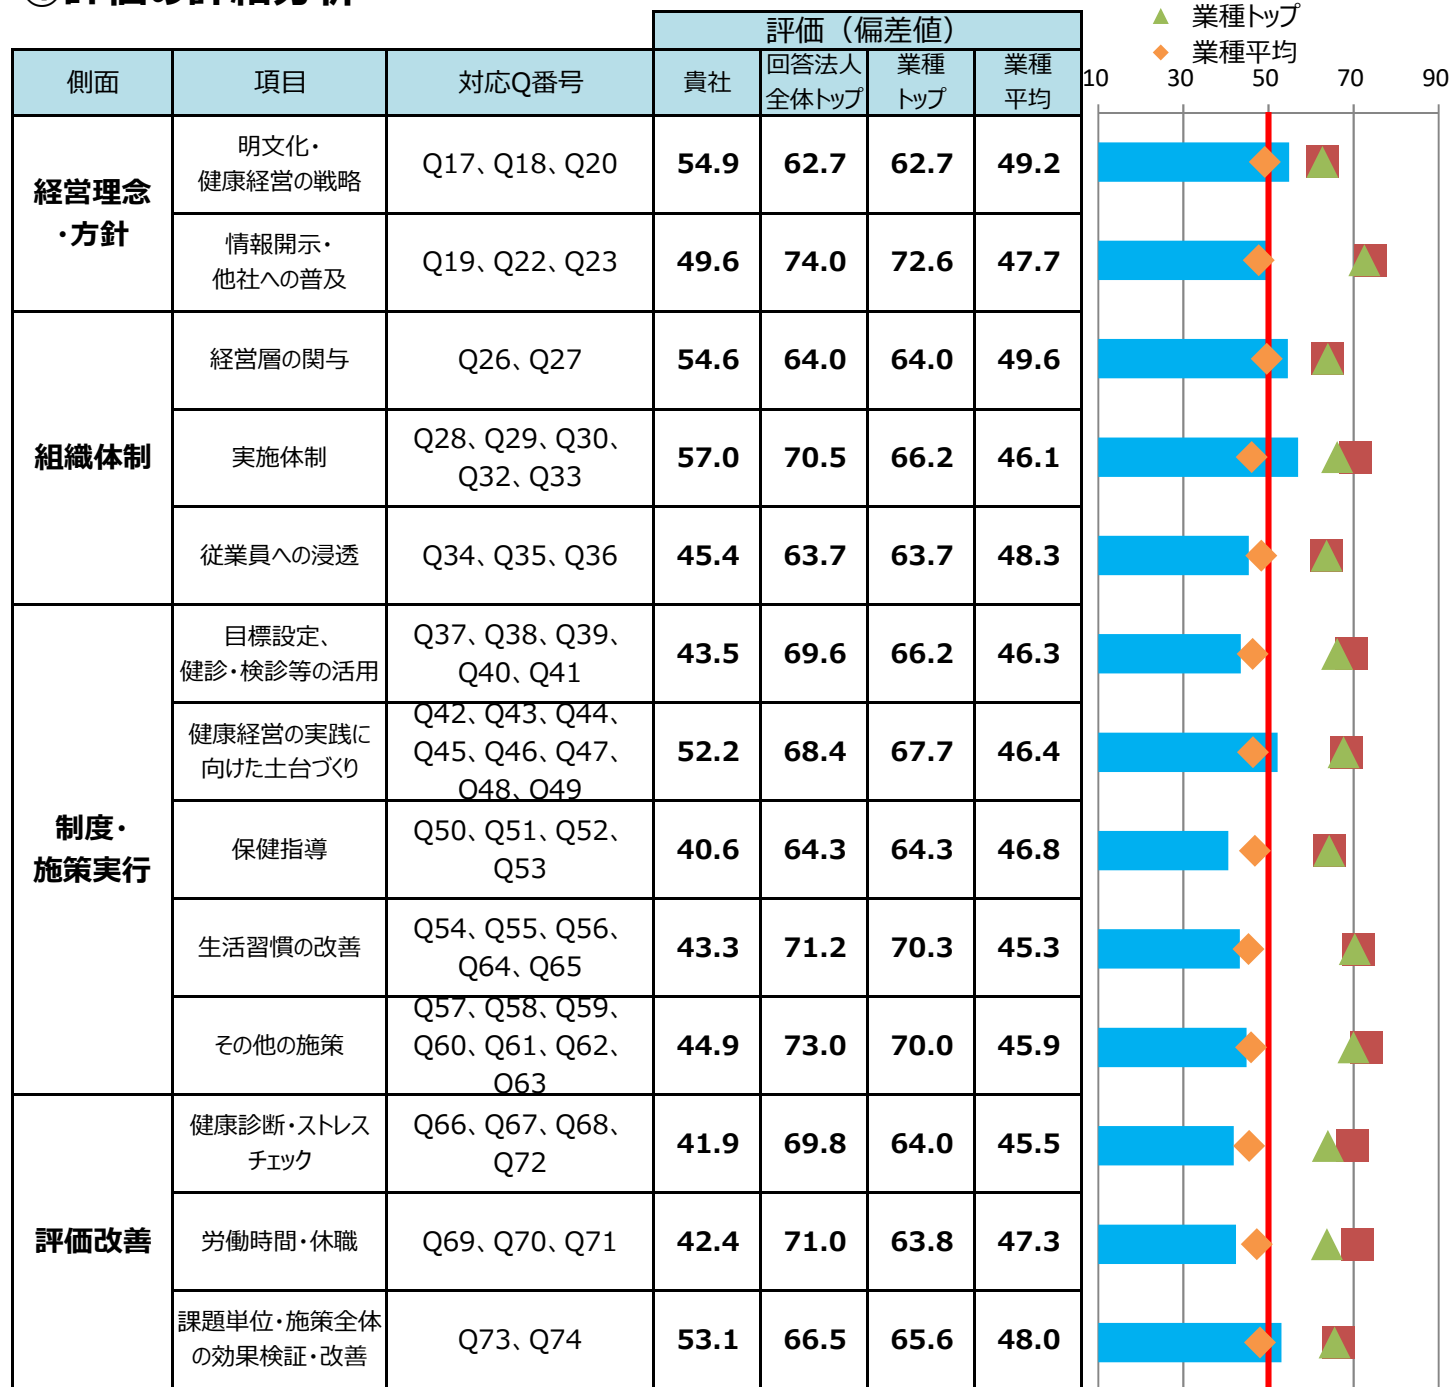 評価（偏差値）
側面 項目 対応Q番号 貴社 回答法人 業種 業種
全体トップ トップ 平均
▲ 業種トップ
◆ 業種平均
10 30 50 70 90
経営理念
・方針
明文化・
健康経営の戦略
Q17、Q18、Q20 54.9 62.7 62.7 49.2
情報開示・
他社への普及
Q19、Q22、Q23 49.6 74.0 72.6 47.7
組織体制
経営層の関与 Q26、Q27 54.6 64.0 64.0 49.6
実施体制
Q28、Q29、Q30、
Q32、Q33
57.0 70.5 66.2 46.1
従業員への浸透 Q34、Q35、Q36 45.4 63.7 63.7 48.3
制度・
施策実行
目標設定、
健診・検診等の活用
Q37、Q38、Q39、
Q40、Q41
43.5 69.6 66.2 46.3
健康経営の実践に
向けた土台づくり
Q42、Q43、Q44、
Q45、Q46、Q47、
Q48、Q49
52.2 68.4 67.7 46.4
保健指導
Q50、Q51、Q52、
Q53
40.6 64.3 64.3 46.8
生活習慣の改善
Q54、Q55、Q56、
Q64、Q65
43.3 71.2 70.3 45.3
その他の施策
Q57、Q58、Q59、
Q60、Q61、Q62、
Q63
44.9 73.0 70.0 45.9
評価改善
健康診断・ストレス
チェック
Q66、Q67、Q68、
Q72
41.9 69.8 64.0 45.5
労働時間・休職 Q69、Q70、Q71 42.4 71.0 63.8 47.3
課題単位・施策全体
の効果検証・改善
Q73、Q74 53.1 66.5 65.6 48.0